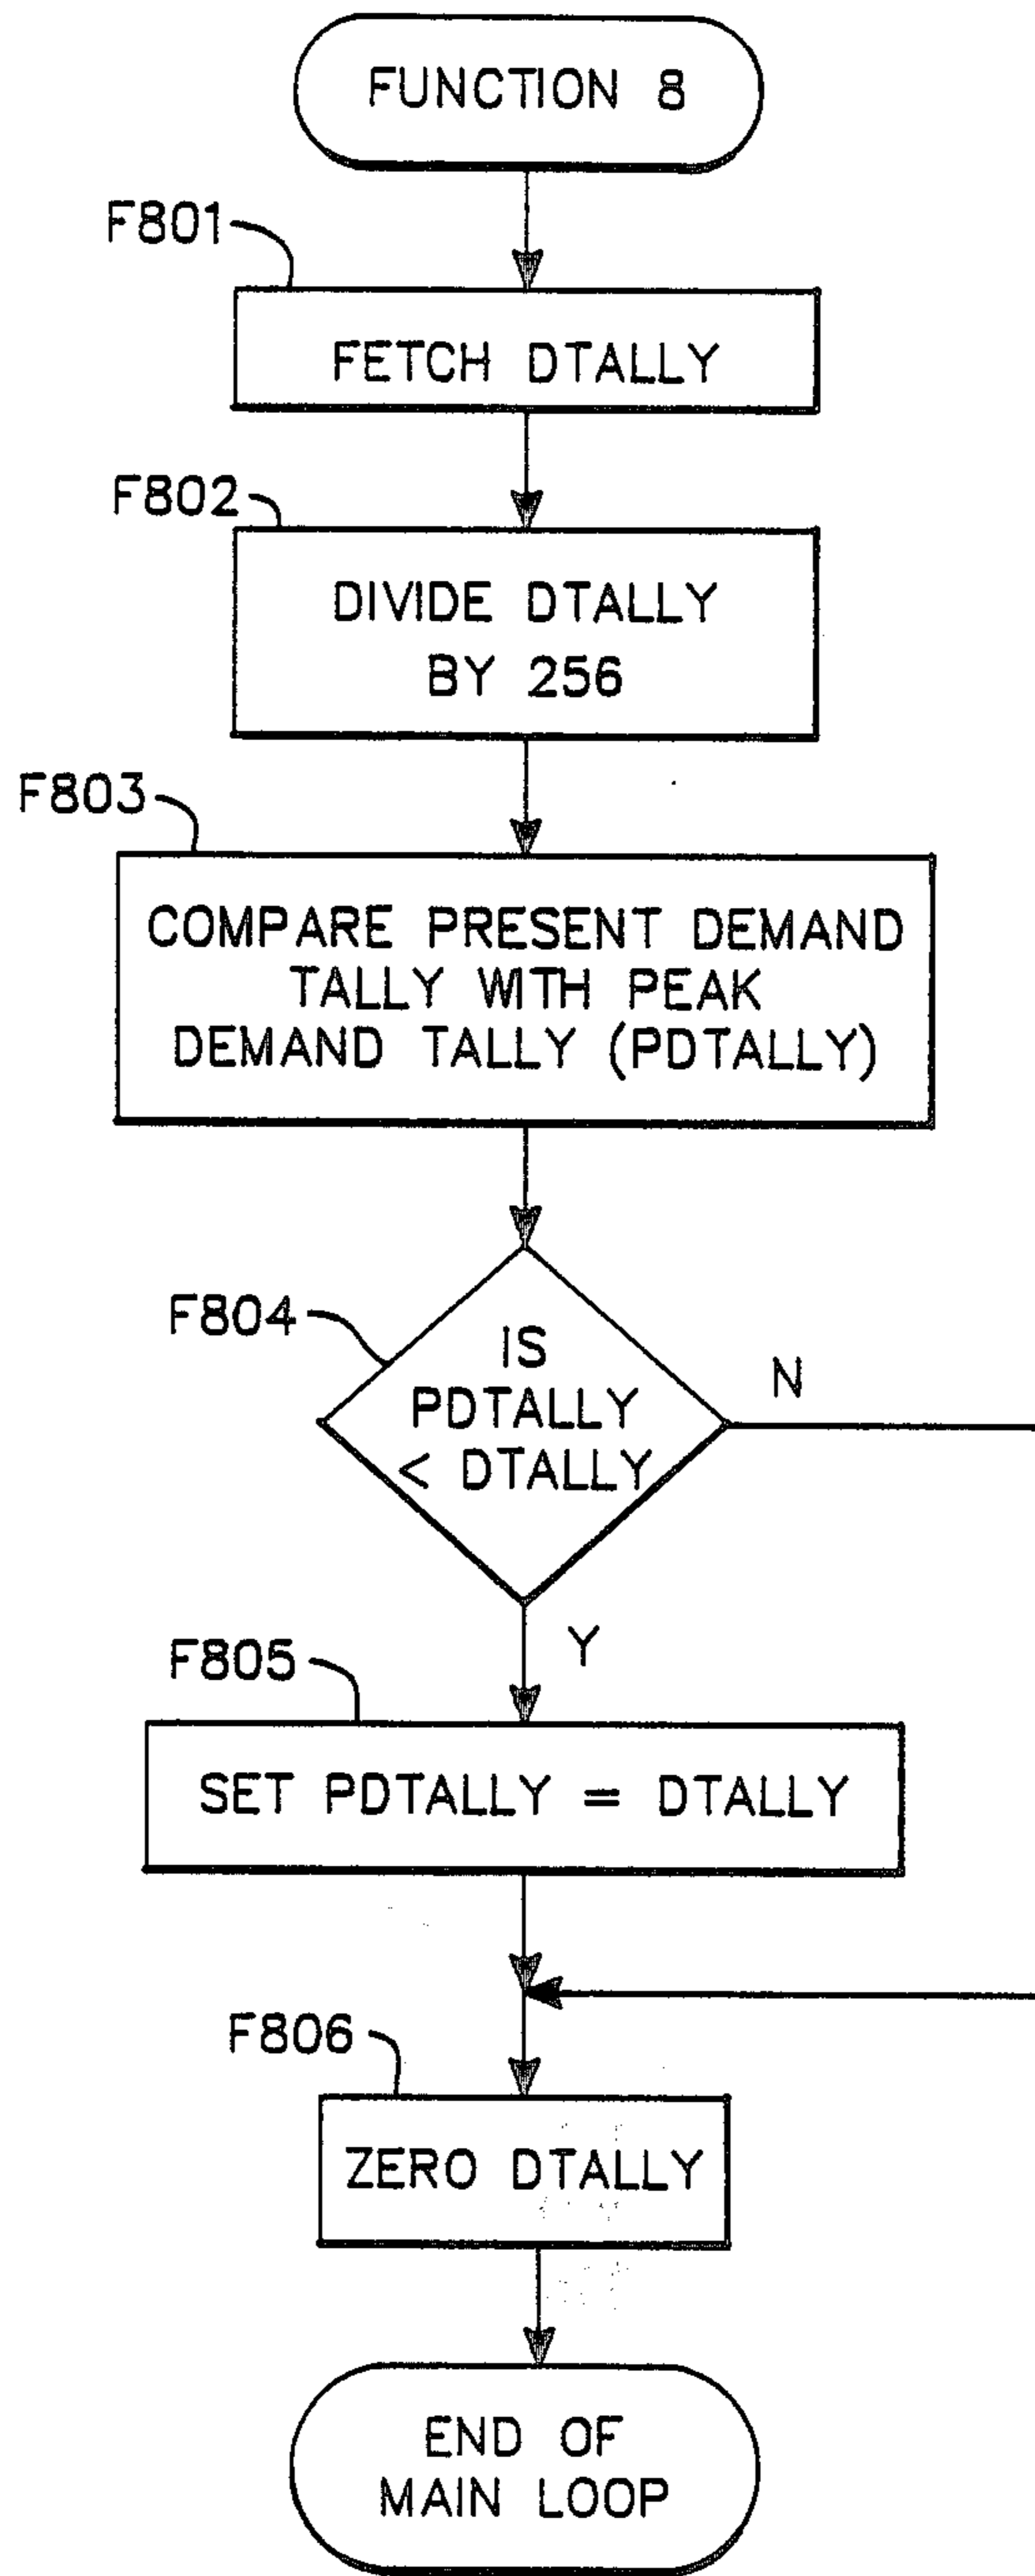 FUNCTION 8
F801
FETCH DTALLY
F802
DIVIDE DTALLY
BY 256
F803
COMPARE PRESENT DEMAND
TALLY WITH PEAK
DEMAND TALLY (PDTALLY)
F804
IS
PDTALLY
< DTALLY
N
Y
F805
SET PDTALLY = DTALLY
F806
ZERO DTALLY
END OF
MAIN LOOP